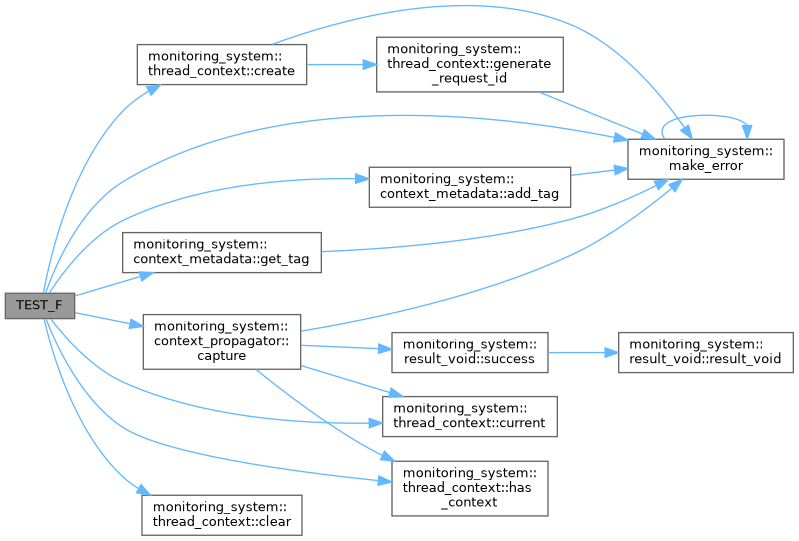 monitoring_system::
thread_context::create
monitoring_system::
thread_context::generate
_request_id
monitoring_system::
make_error
monitoring_system::
context_metadata::add_tag
monitoring_system::
context_metadata::get_tag
TEST_F
monitoring_system::
context_propagator::
capture
monitoring_system::
result_void::success
monitoring_system::
result_void::result_void
monitoring_system::
thread_context::current
monitoring_system::
thread_context::has
_context
monitoring_system::
thread_context::clear